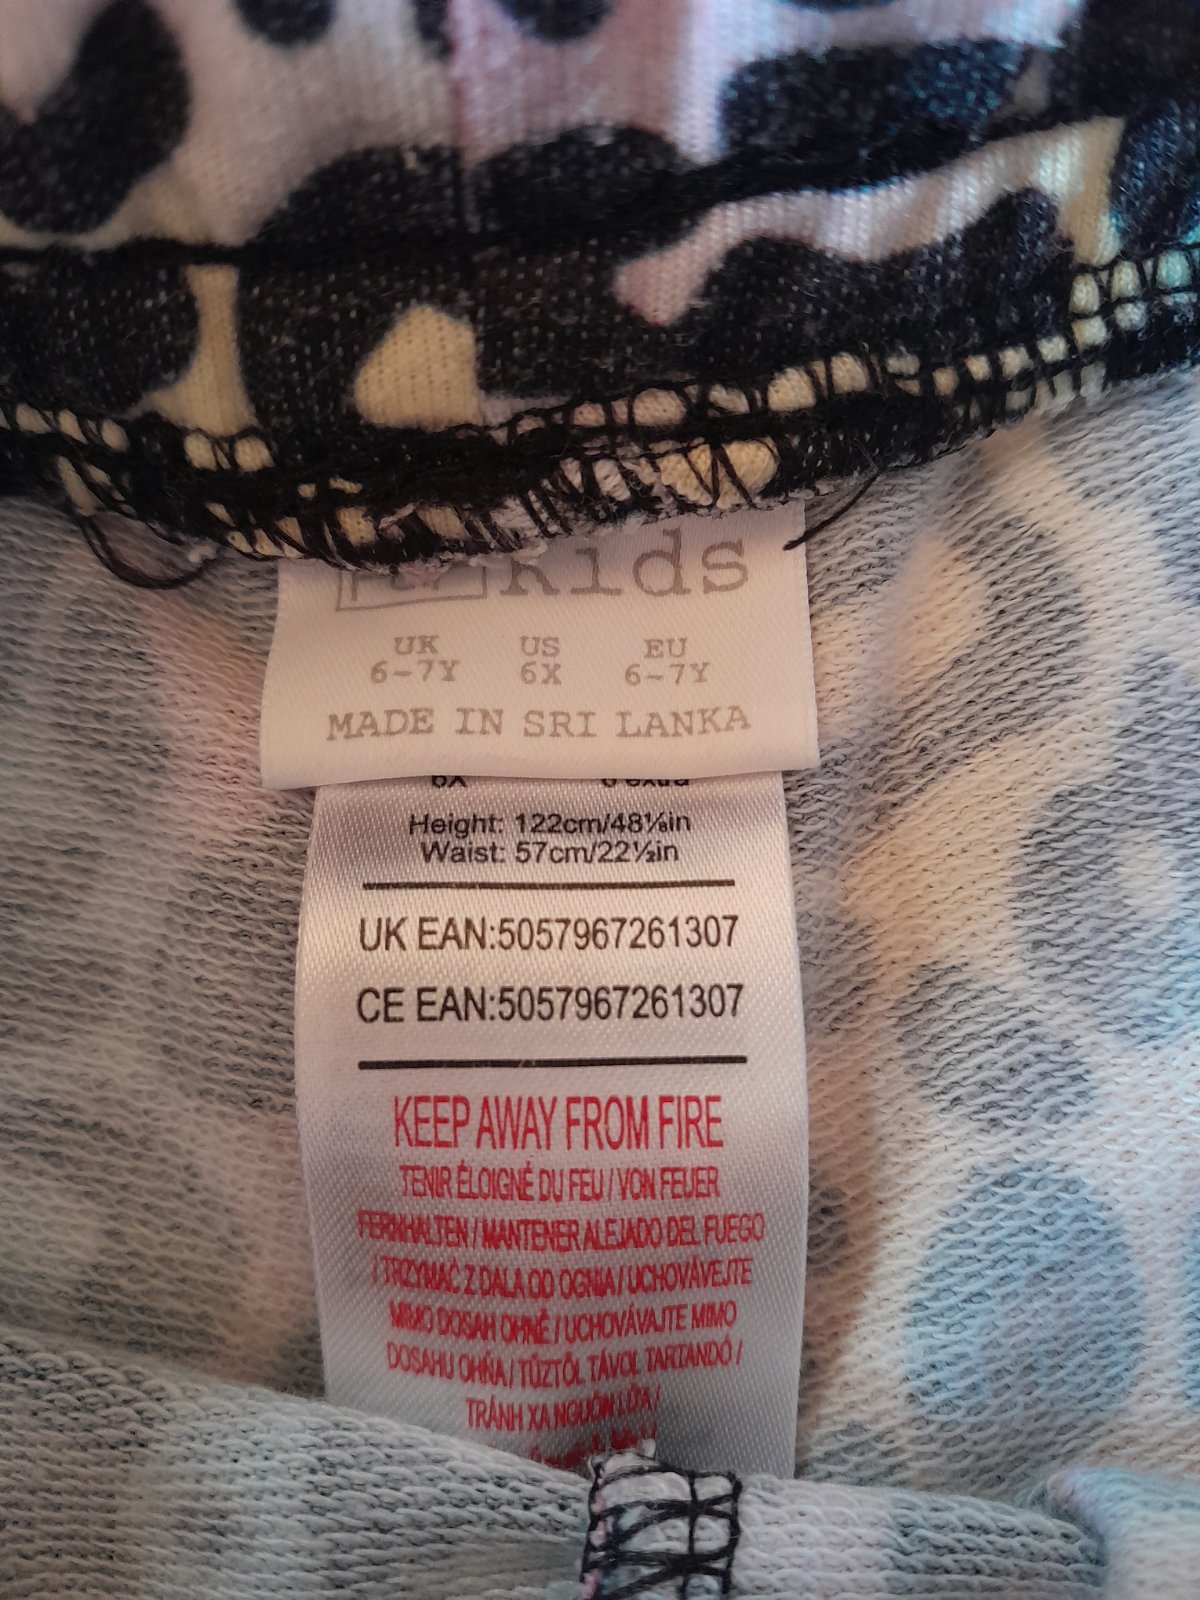 Kids
UK US EU
6-7Y 6X 6-7Y
MADE IN SRI LANKA
6X 6 extra
Height: 122cm/48⅛in
Waist: 57cm/22½in
UK EAN:5057967261307
CE EAN:5057967261307
KEEP AWAY FROM FIRE
TENIR ÉLOIGNÉ DU FEU / VON FEUER
FERNHALTEN / MANTENER ALEJADO DEL FUEGO
/ TRZYMAĆ Z DALA OD OGNIA / UCHOVÁVEJTE
MIMO DOSAH OHNĚ / UCHOVÁVAJTE MIMO
DOSAHU OHŇA / TŰZTŐL TÁVOL TARTANDÓ /
TRÁNH XA NGUỒN LỬA /